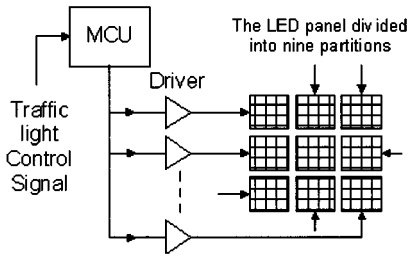 MCU
The LED panel divided
into nine partitions
Driver
Traffic
light
Control
Signal